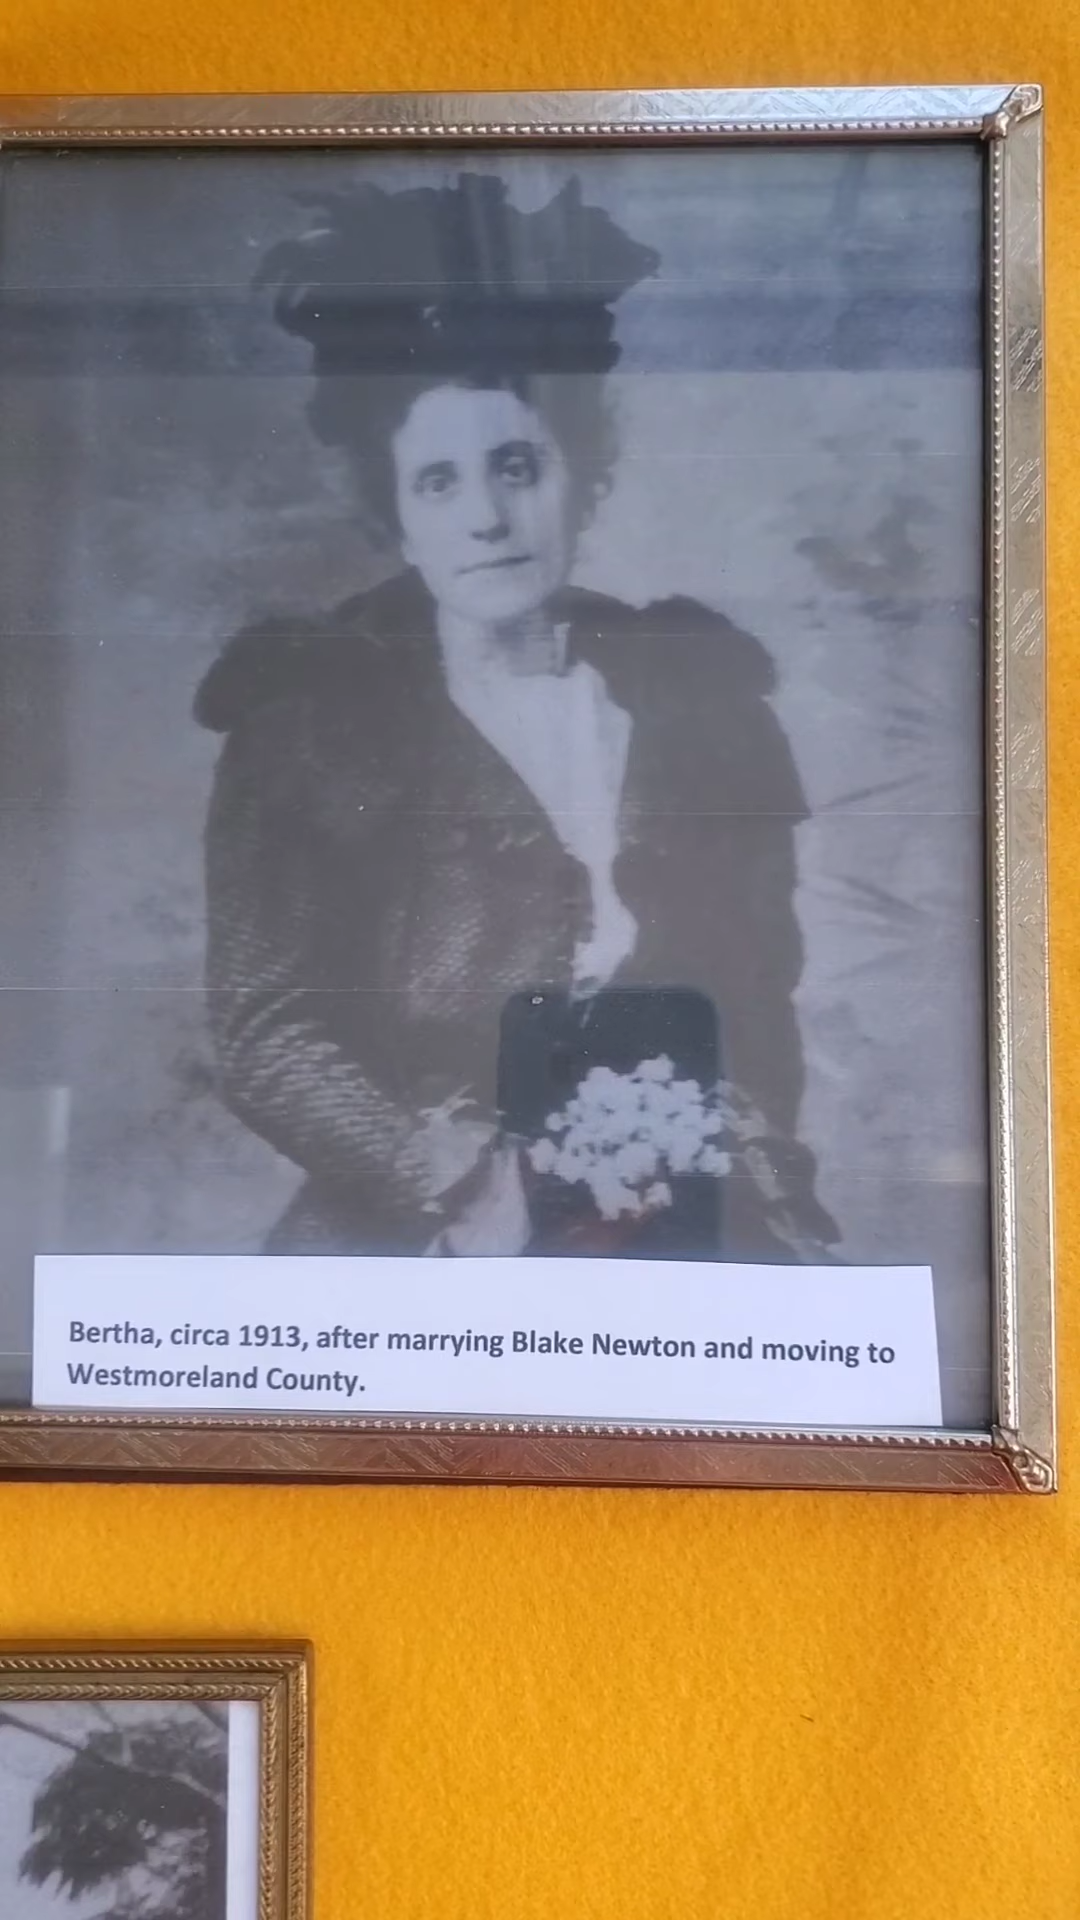 Bertha, circa 1913, after marrying Blake Newton and moving to
Westmoreland County.